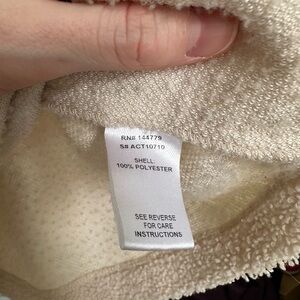 RN# 144779
S# ACT10710
SHELL:
100% POLYESTER
SEE REVERSE
FOR CARE
INSTRUCTIONS